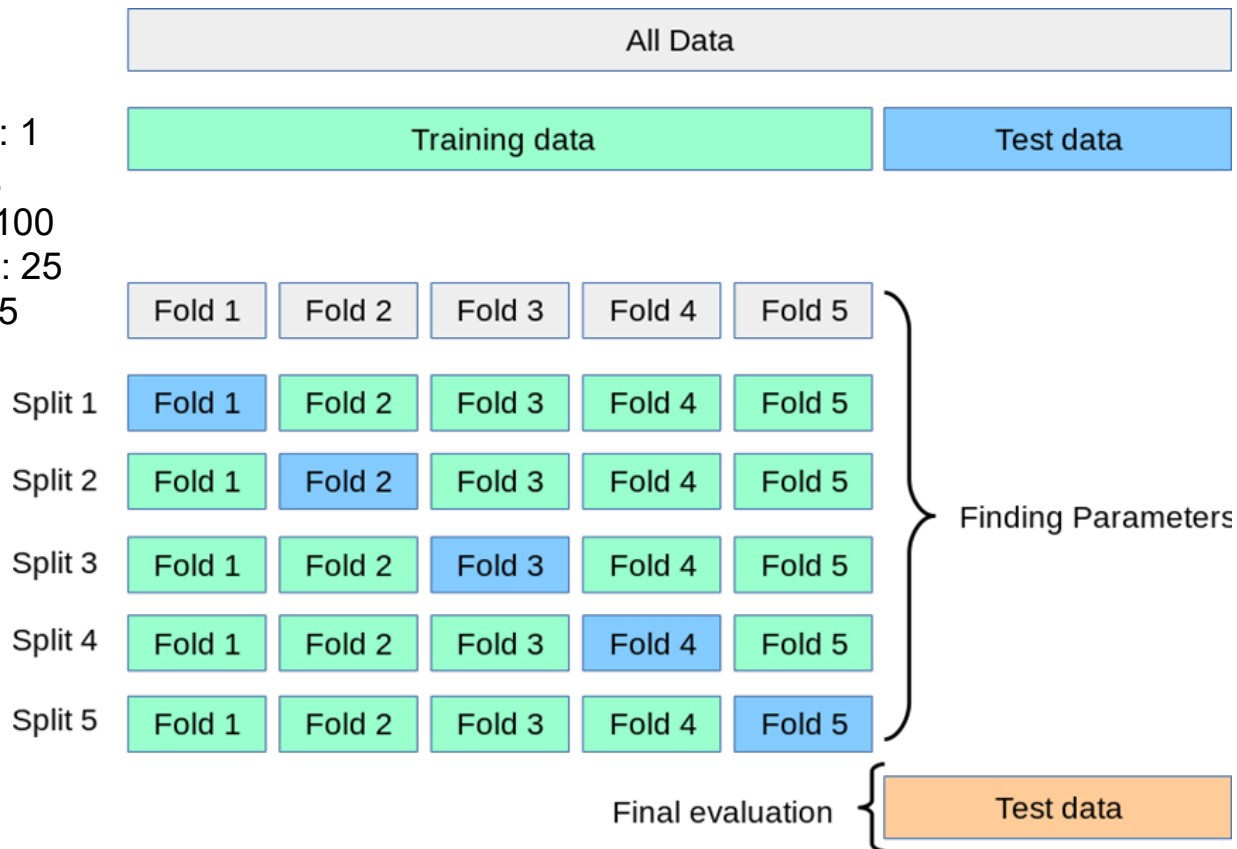 All Data
Training data Test data
: 1
100
: 25
5
Fold 1 Fold 2 Fold 3 Fold 4 Fold 5
Split 1 Fold 1 Fold 2 Fold 3 Fold 4 Fold 5
Split 2 Fold 1 Fold 2 Fold 3 Fold 4 Fold 5
Finding Parameters
Split 3 Fold 1 Fold 2 Fold 3 Fold 4 Fold 5
Split 4 Fold 1 Fold 2 Fold 3 Fold 4 Fold 5
Split 5 Fold 1 Fold 2 Fold 3 Fold 4 Fold 5
Final evaluation Test data